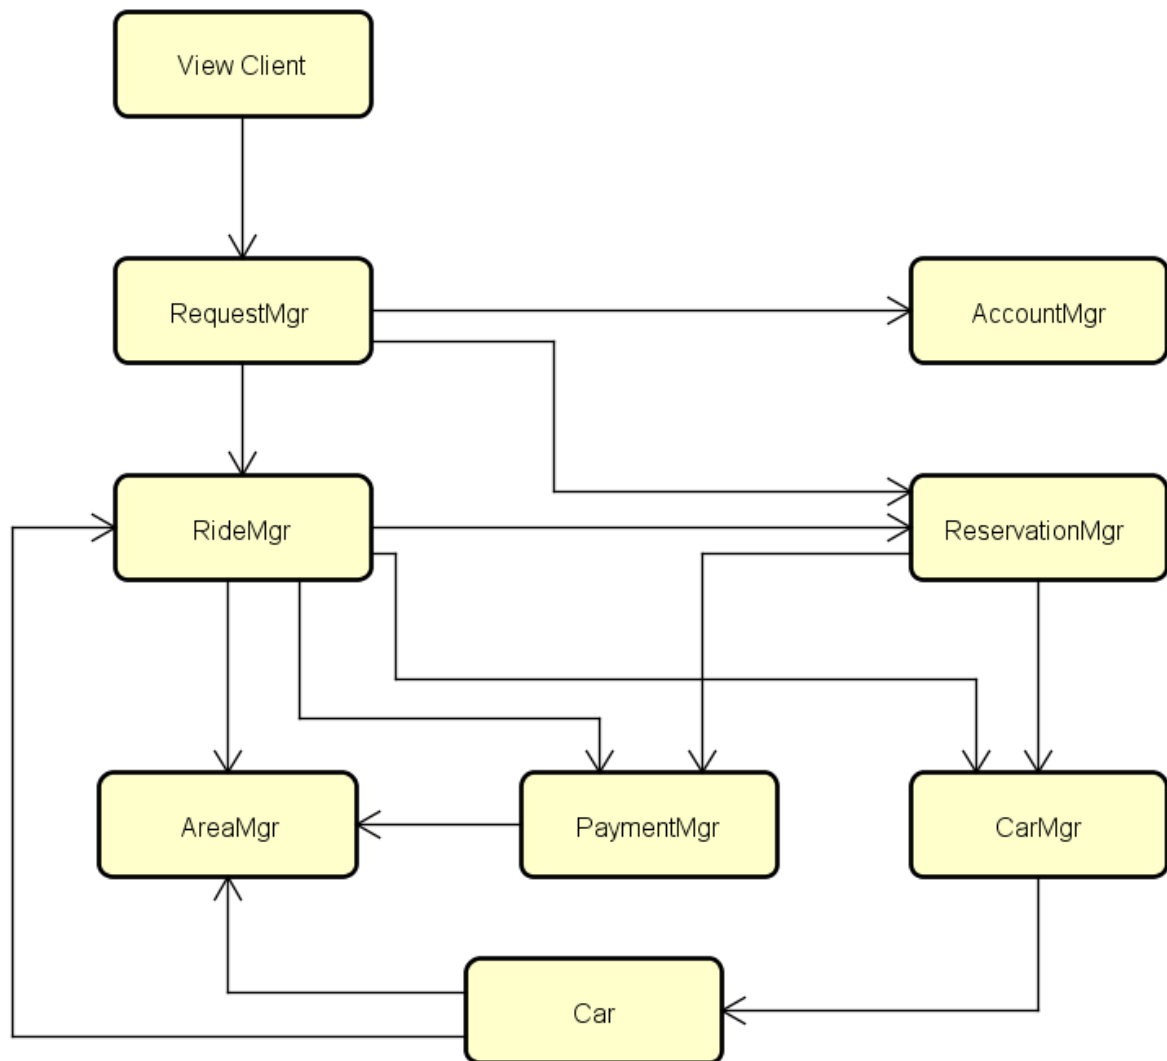 View Client
RequestMgr
AccountMgr
RideMgr
ReservationMgr
AreaMgr
PaymentMgr
CarMgr
Car